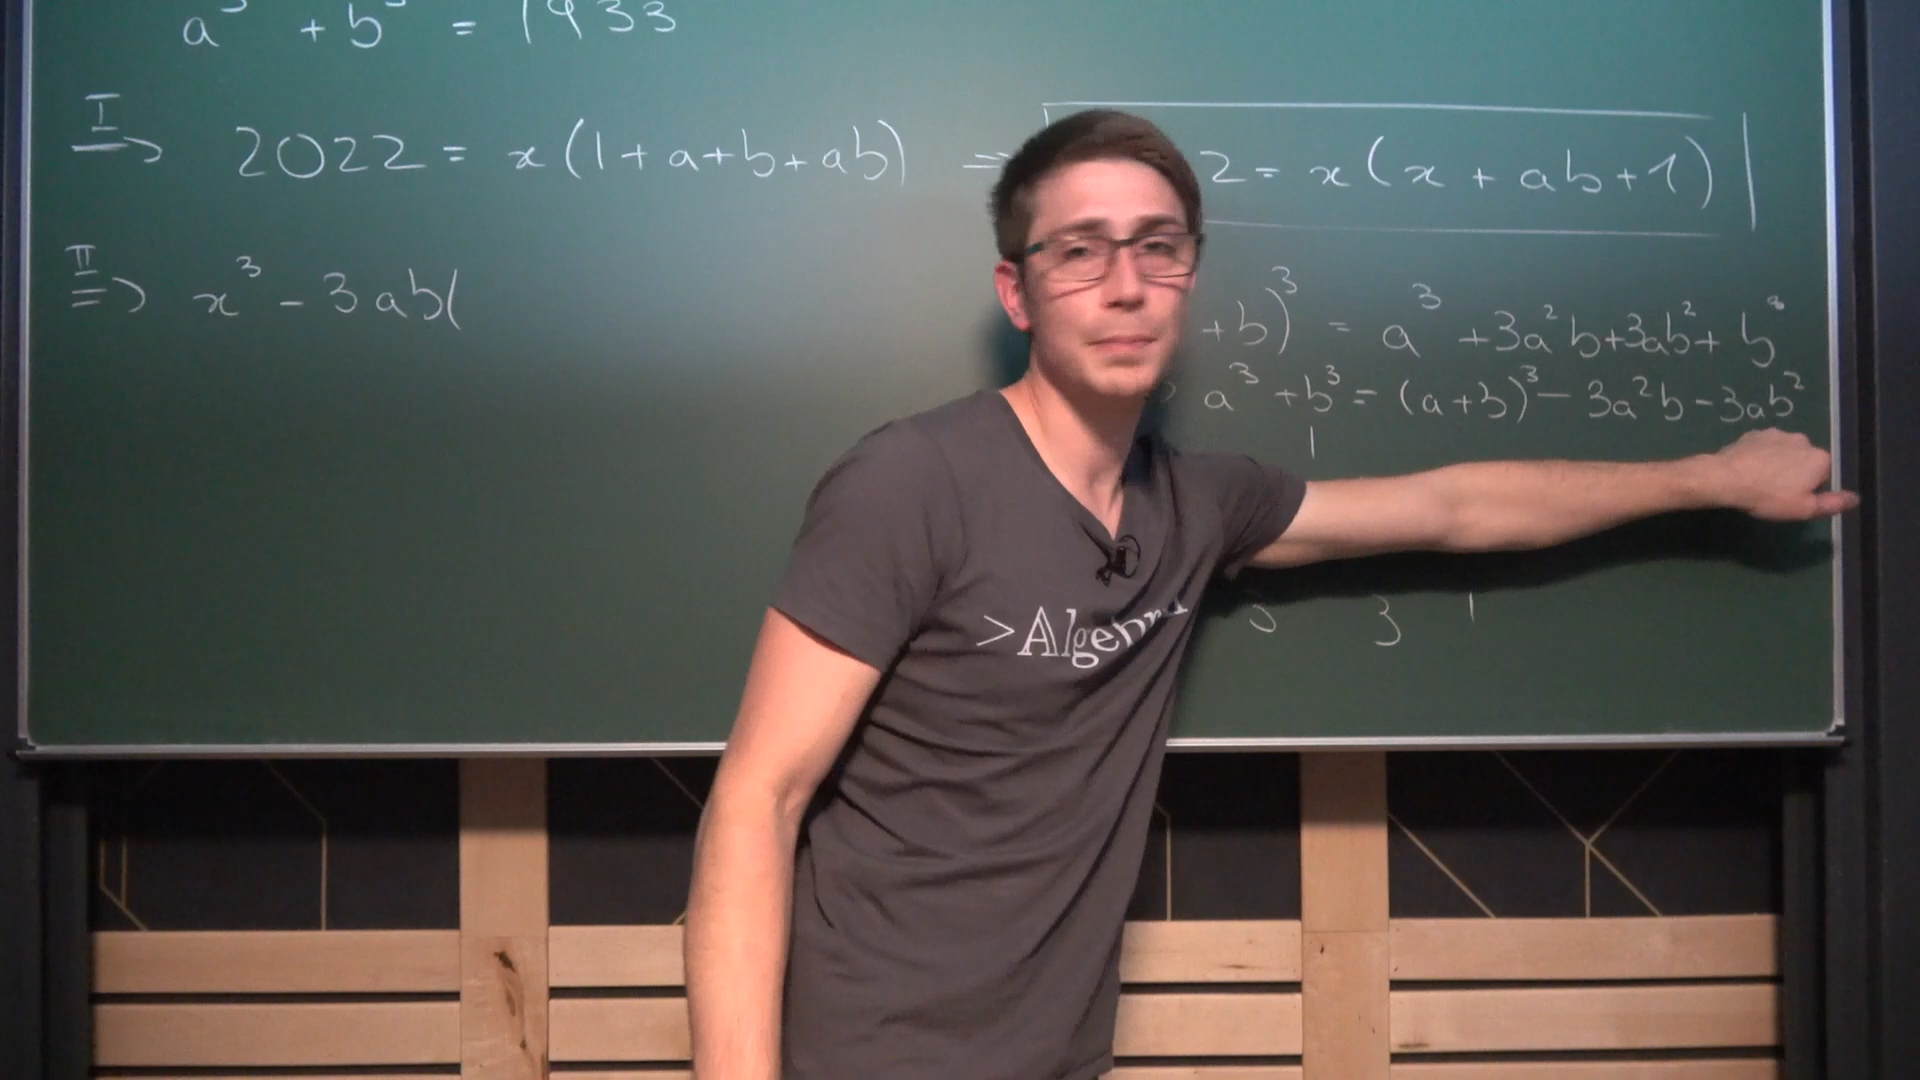 a³ + b³ = 1933
I ⇒ 2022 = x(1+a+b+ab) ⇒ 2 = x(x + ab+1)
II ⇒ x³ - 3ab(
+b)³ = a³ +3a²b+3ab²+ b³
a³ +b³ = (a+b)³ - 3a²b-3ab²
1
3 3 1
>Algebra